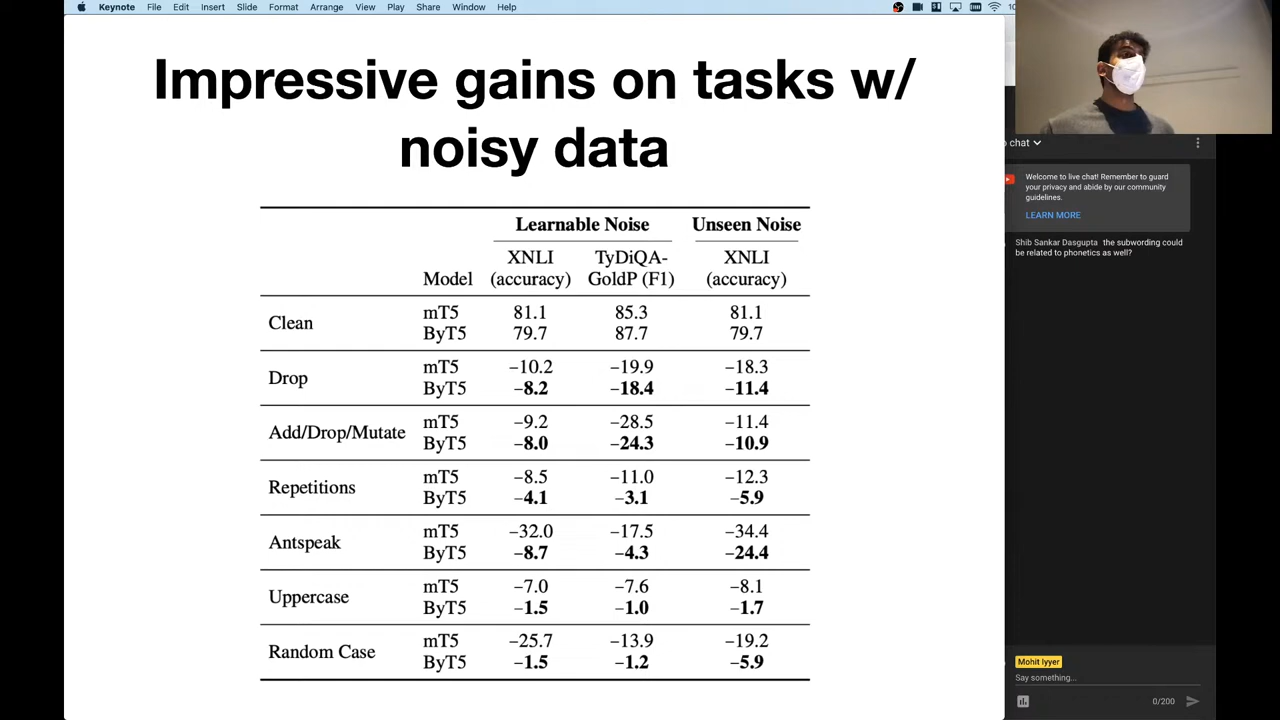 Keynote File Edit Insert Slide Format Arrange View Play Share Window Help
Impressive gains on tasks w/
noisy data
Learnable Noise Unseen Noise
XNLI TyDiQA- XNLI
Model (accuracy) GoldP (F1) (accuracy)
Clean mT5 81.1 85.3 81.1
ByT5 79.7 87.7 79.7
Drop mT5 –10.2 –19.9 –18.3
ByT5 –8.2 –18.4 –11.4
Add/Drop/Mutate mT5 –9.2 –28.5 –11.4
ByT5 –8.0 –24.3 –10.9
Repetitions mT5 –8.5 –11.0 –12.3
ByT5 –4.1 –3.1 –5.9
Antspeak mT5 –32.0 –17.5 –34.4
ByT5 –8.7 –4.3 –24.4
Uppercase mT5 –7.0 –7.6 –8.1
ByT5 –1.5 –1.0 –1.7
Random Case mT5 –25.7 –13.9 –19.2
ByT5 –1.5 –1.2 –5.9
chat
Welcome to live chat! Remember to guard
your privacy and abide by our community
guidelines.
LEARN MORE
Shib Sankar Dasgupta the subwording could
be related to phonetics as well?
Mohit Iyyer
Say something...
0/200